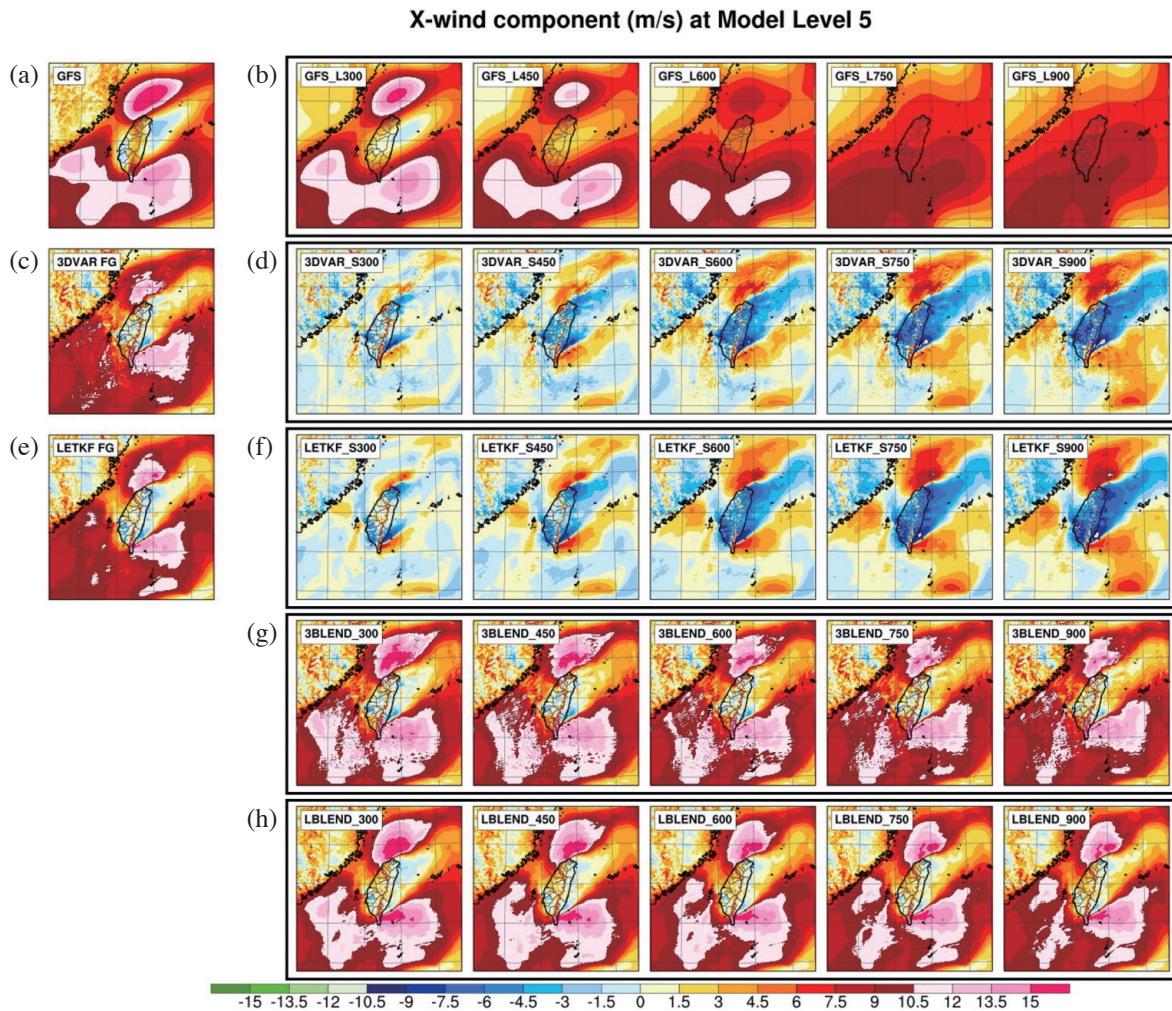 X-wind component (m/s) at Model Level 5
(a) GFS (b) GFS_L300 GFS_L450 GFS_L600 GFS_L750 GFS_L900
(c) 3DVAR FG (d) 3DVAR_S300 3DVAR_S450 3DVAR_S600 3DVAR_S750 3DVAR_S900
(e) LETKF FG (f) LETKF_S300 LETKF_S450 LETKF_S600 LETKF_S750 LETKF_S900
(g) 3BLEND_300 3BLEND_450 3BLEND_600 3BLEND_750 3BLEND_900
(h) LBLEND_300 LBLEND_450 LBLEND_600 LBLEND_750 LBLEND_900
-15 -13.5 -12 -10.5 -9 -7.5 -6 -4.5 -3 -1.5 0 1.5 3 4.5 6 7.5 9 10.5 12 13.5 15